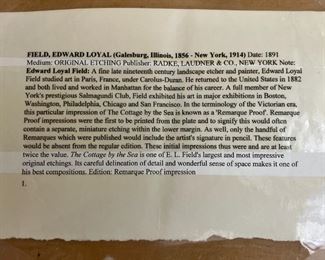 FIELD, EDWARD LOYAL (Galesburg, Illinois, 1856 - New York, 1914) Date: 1891
Medium: ORIGINAL ETCHING Publisher: RADKE, LAUDNER & CO., NEW YORK Note:
Edward Loyal Field: A fine late nineteenth century landscape etcher and painter, Edward Loyal
Field studied art in Paris, France, under Carolus-Duran. He returned to the United States in 1882
and both lived and worked in Manhattan for the balance of his career. A full member of New
York's prestigious Salmagundi Club, Field exhibited his art in major exhibitions in Boston,
Washington, Philadelphia, Chicago and San Francisco. In the terminology of the Victorian era,
this particular impression of The Cottage by the Sea is known as a 'Remarque Proof'. Remarque
Proof impressions were the first to be printed from the plate and to signify this would often
contain a separate, miniature etching within the lower margin. As well, only the handful of
Remarques which were published would include the artist's signature in pencil. These features
would be absent from the regular edition. These initial impressions thus were and are at least
twice the value. The Cottage by the Sea is one of E. L. Field's largest and most impressive
original etchings. Its careful delineation of detail and wonderful sense of space makes it one of
his best compositions. Edition: Remarque Proof impression
1.